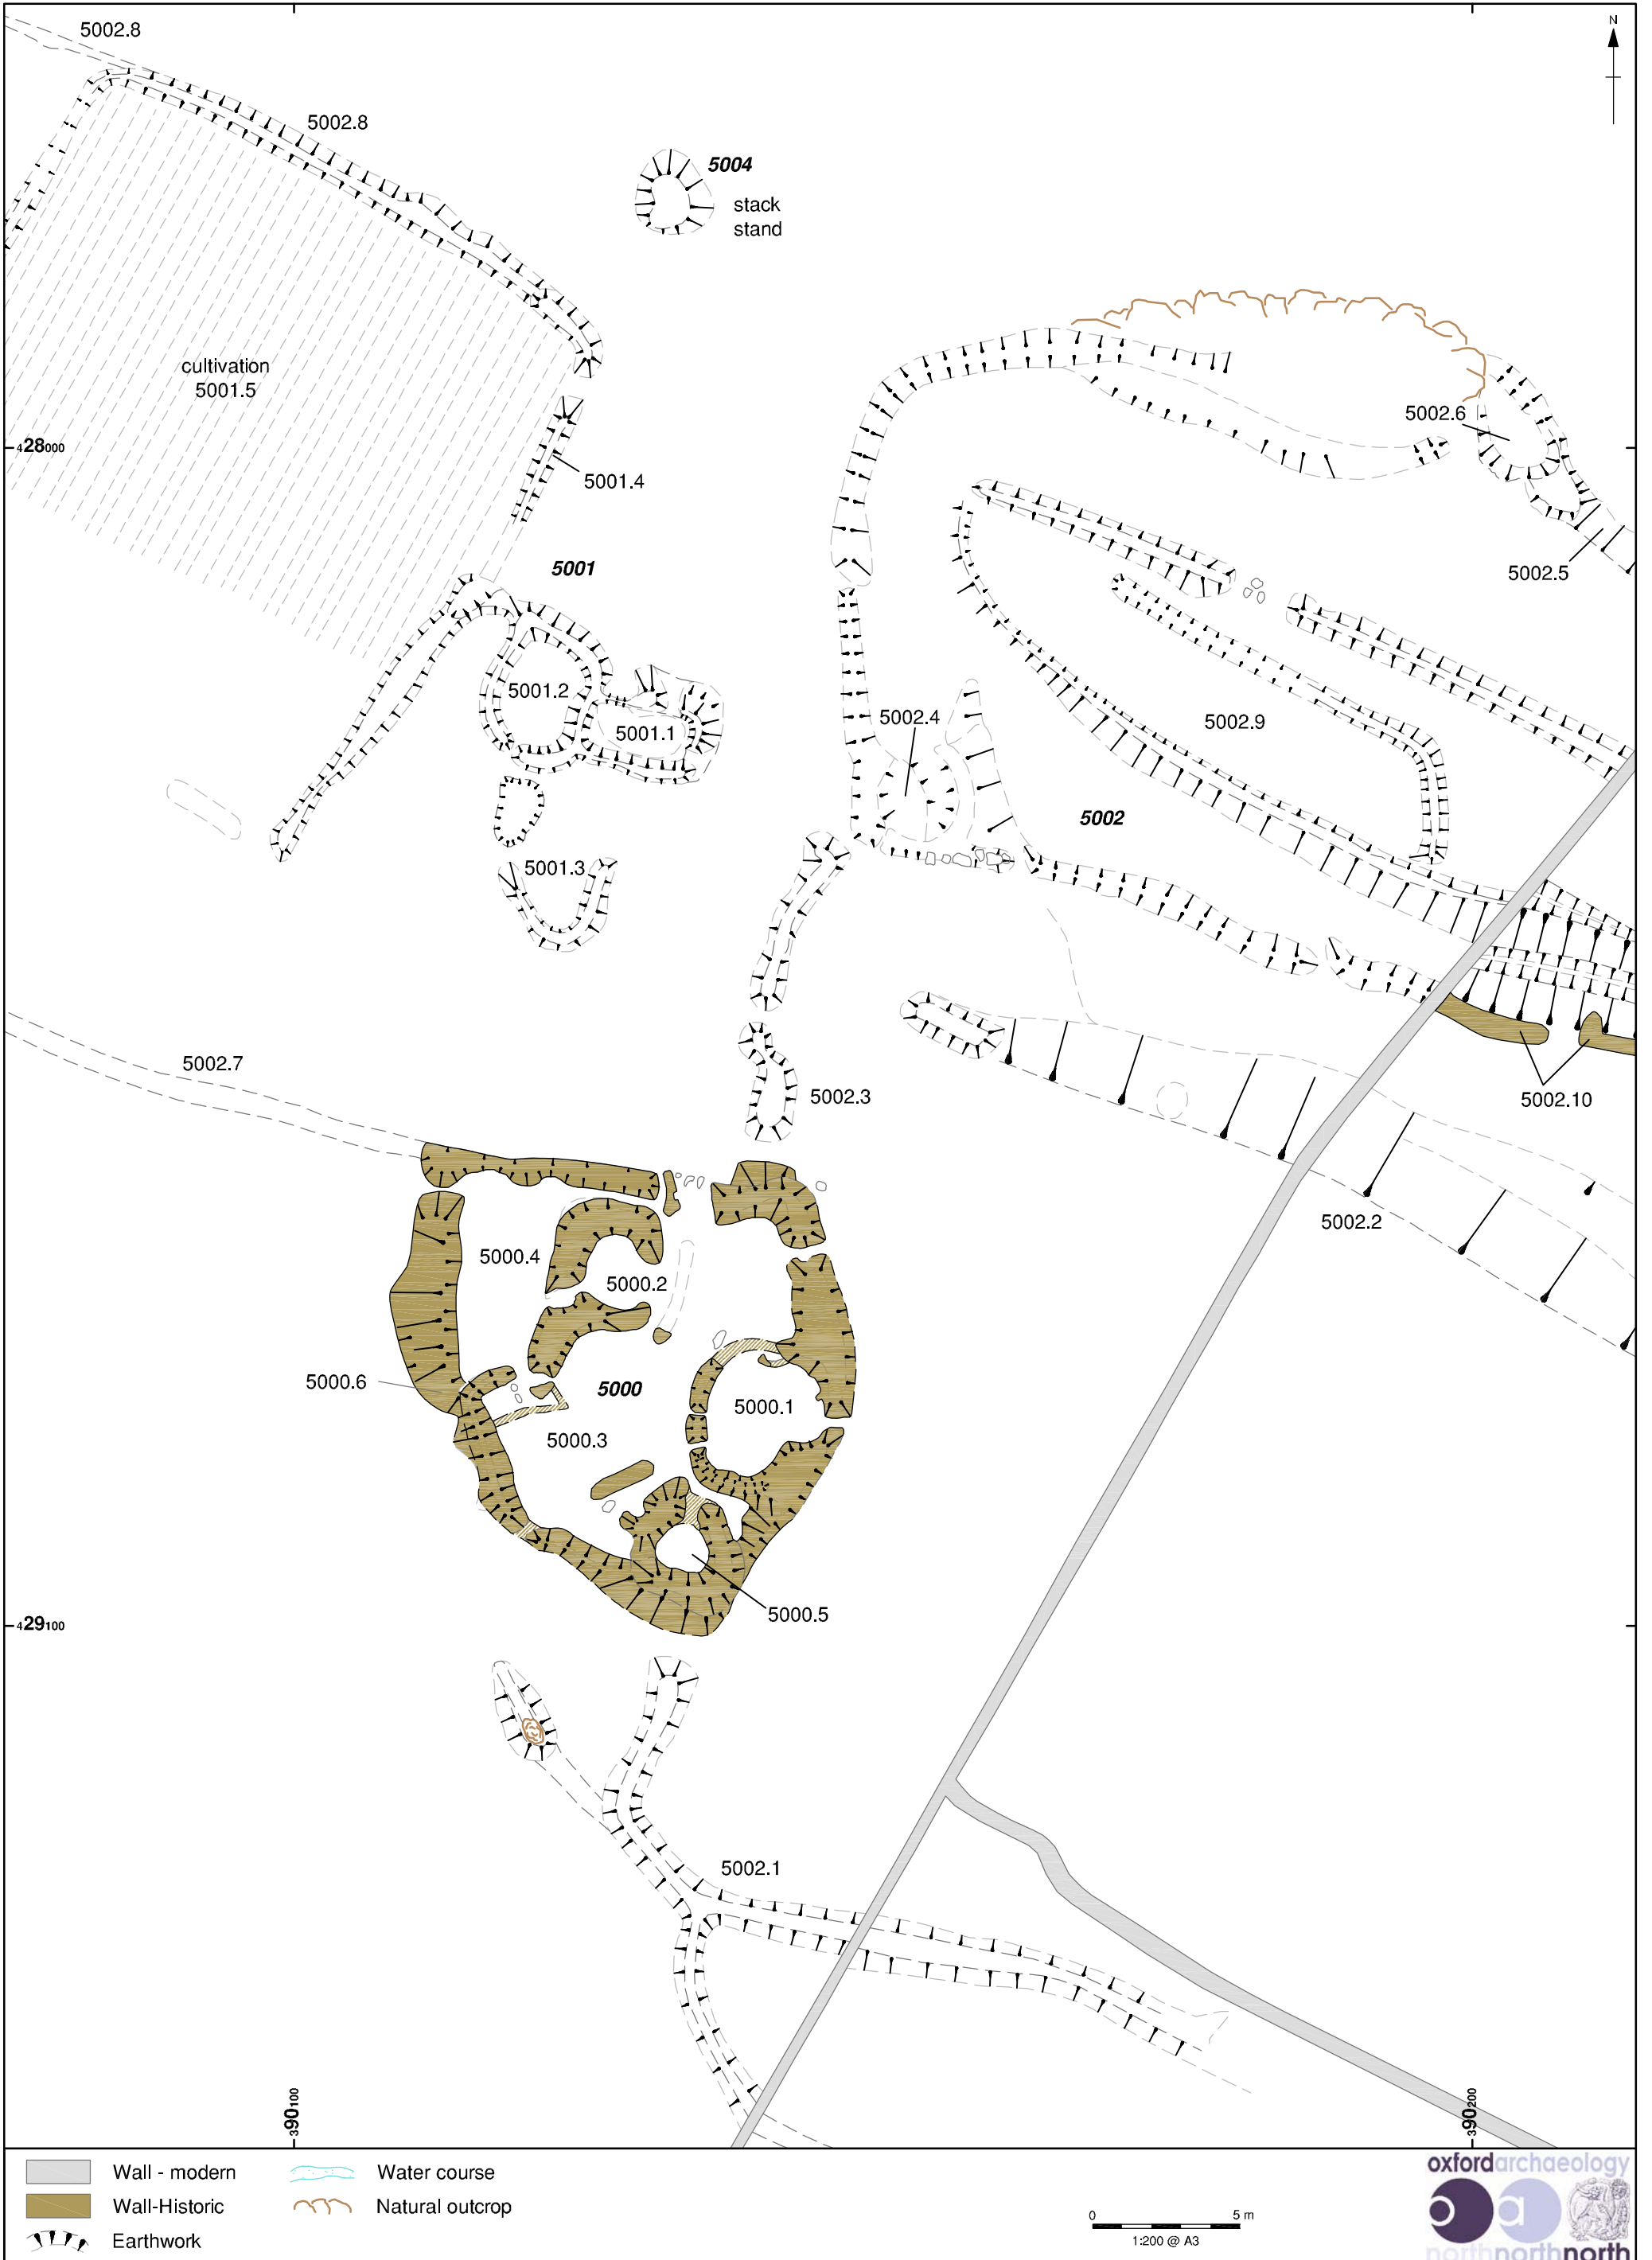 5002.8
N
5002.8
5004
stack
stand
cultivation
5001.5
5002.6
428000
5001.4
5001
5002.5
5001.2
5001.1
5002.4
5002.9
5002
5001.3
5002.7
5002.3
5002.10
5002.2
5000.4
5000.2
5000.6
5000
5000.1
5000.3
5000.5
429100
5002.1
390100
390200
Wall - modern
Water course
Wall-Historic
Natural outcrop
Earthwork
0
5 m
1:200 @ A3
oxfordarchaeology
northnorthnorth